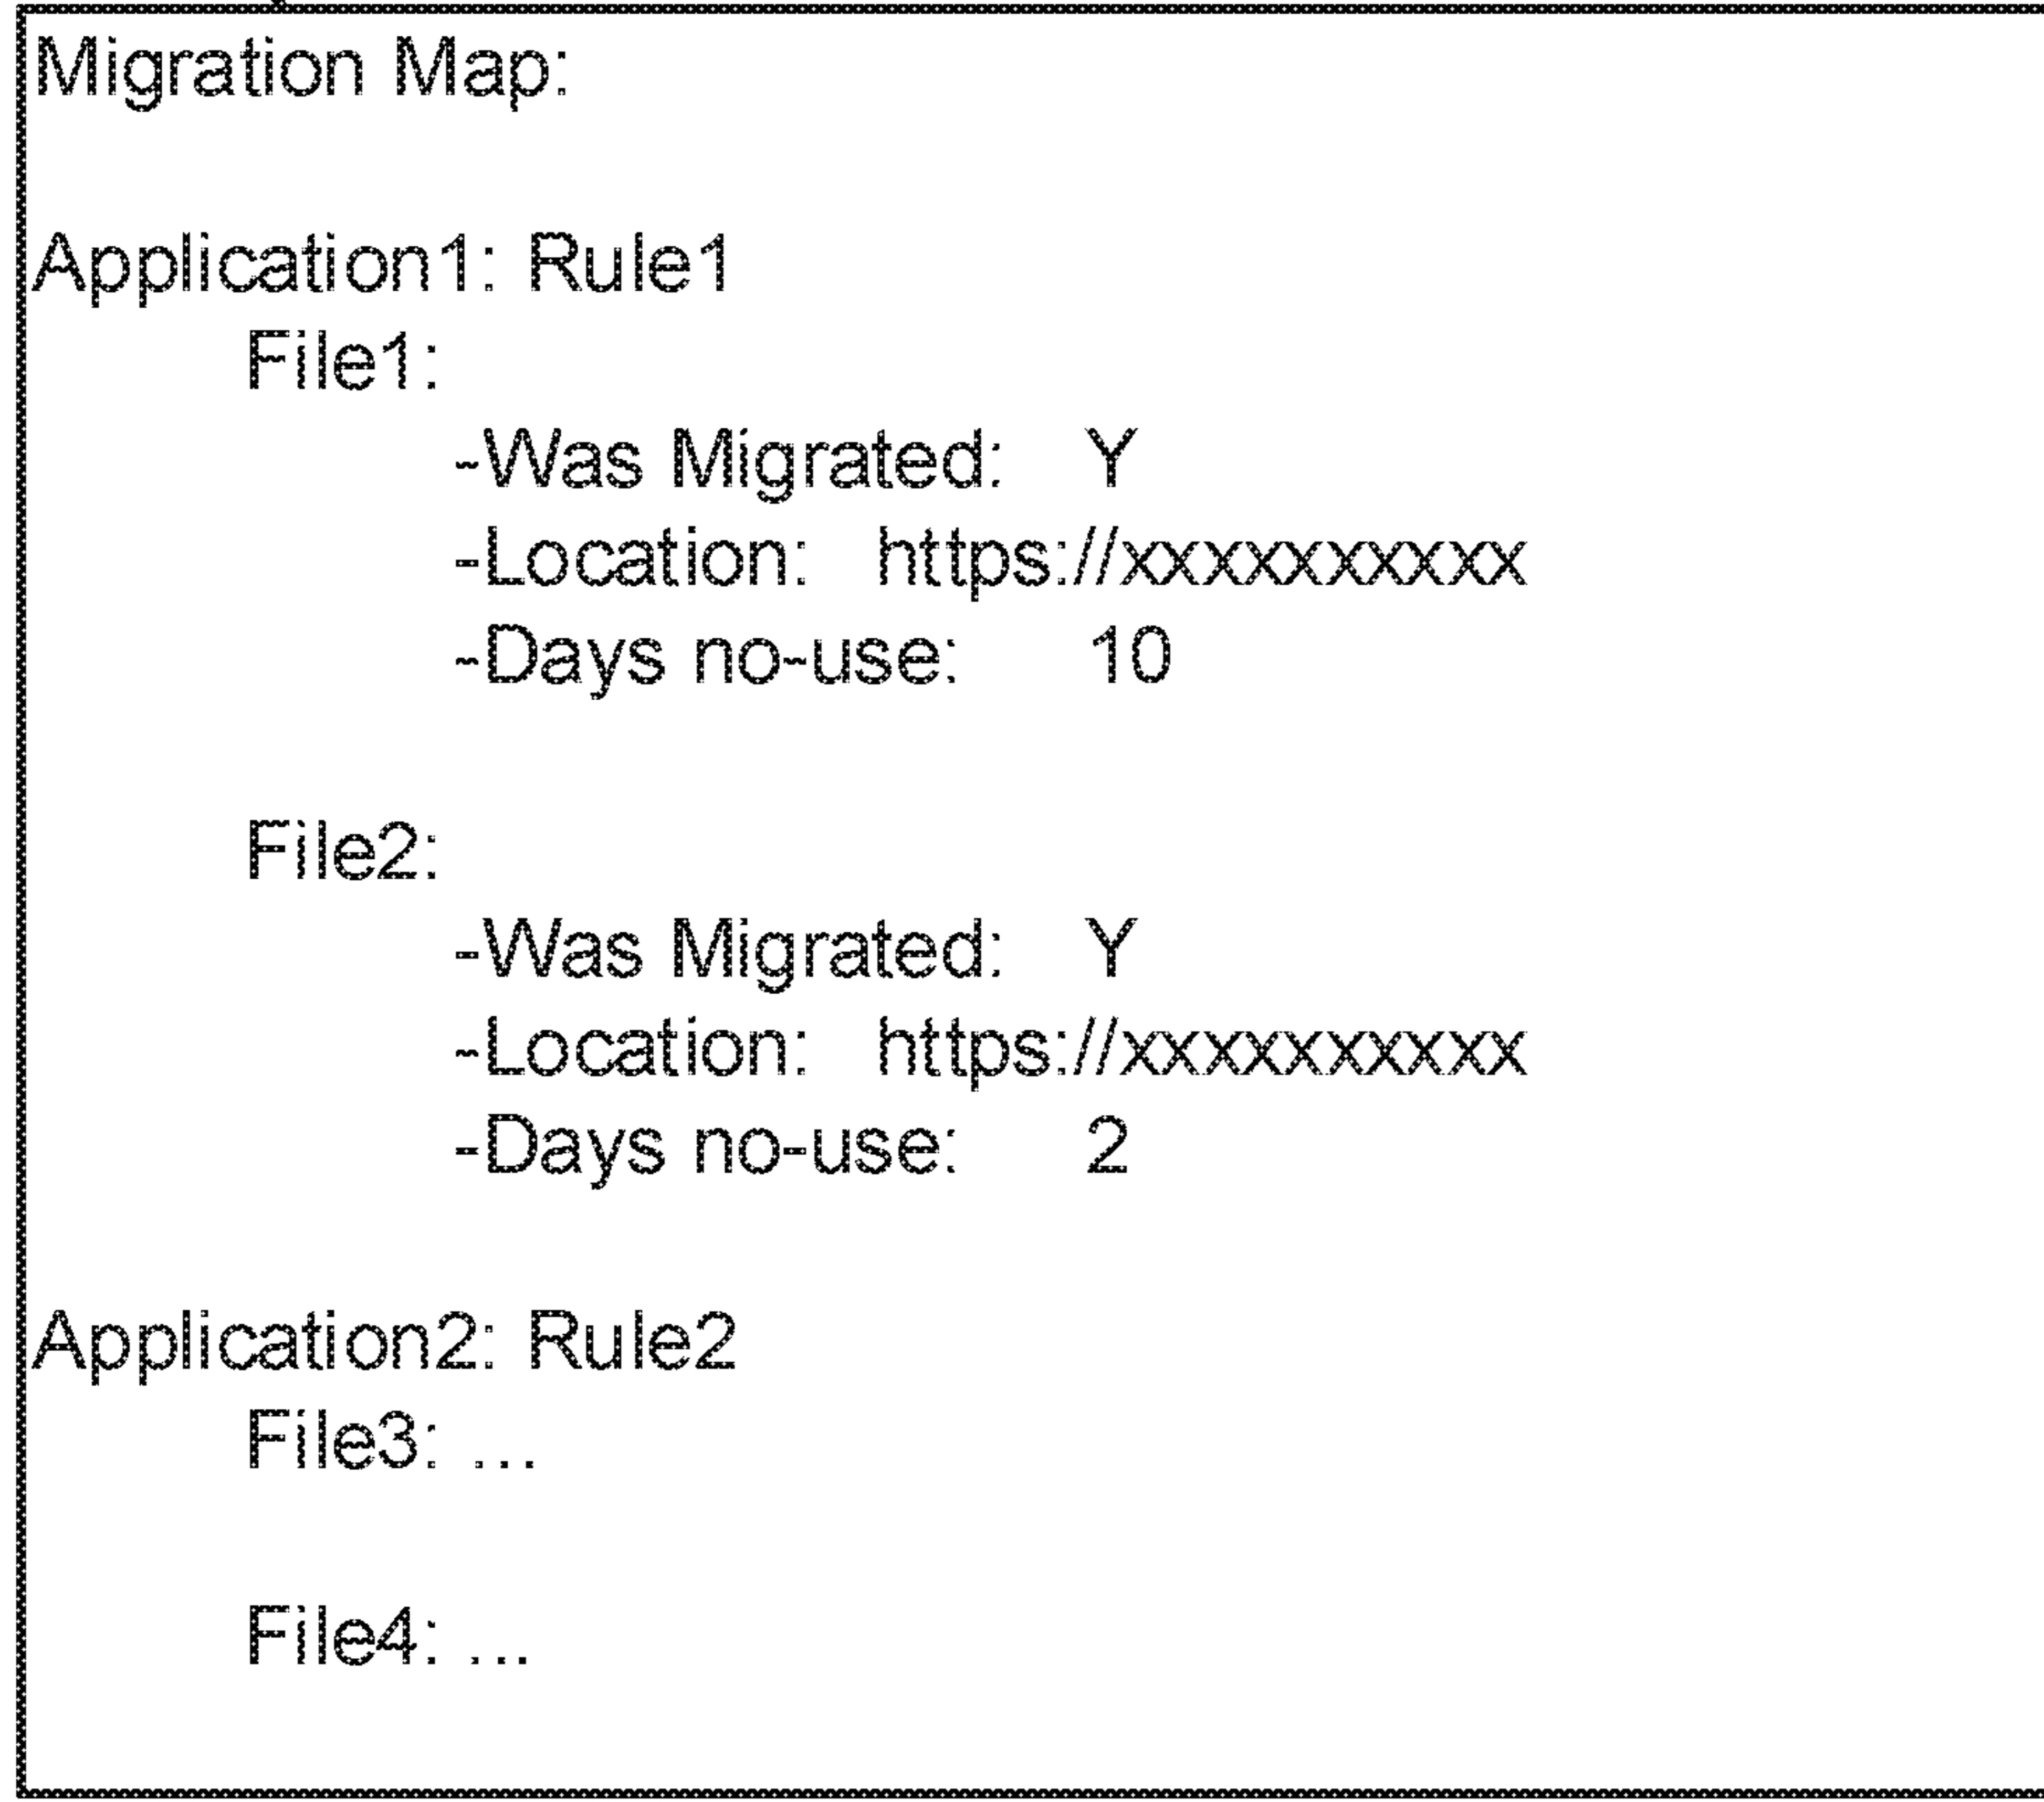 Migration Map:
Application1: Rule1
File1:
-Was Migrated: Y
-Location: https://xxxxxxxxxx
-Days no-use: 10
File2:
-Was Migrated: Y
-Location: https://xxxxxxxxxx
-Days no-use: 2
Application2: Rule2
File3: ...
File4: ...